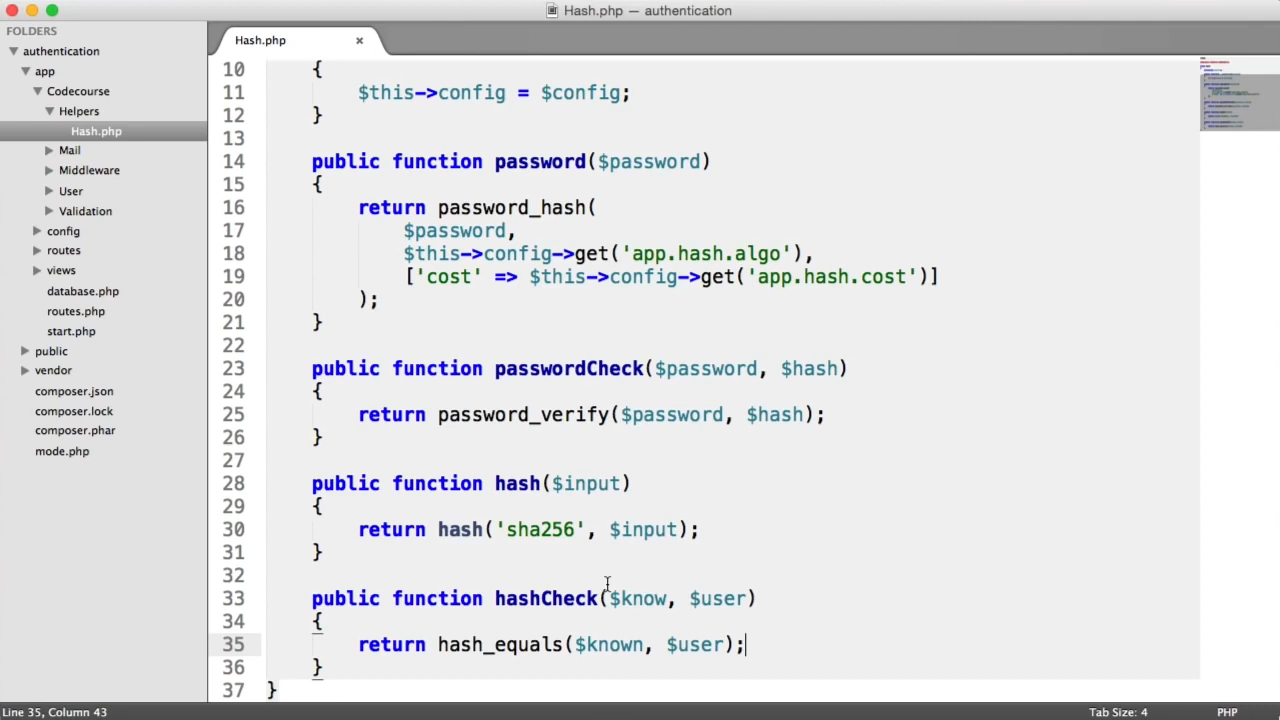 Hash.php — authentication
FOLDERS
authentication
app
Codecourse
Helpers
Hash.php
Mail
Middleware
User
Validation
config
routes
views
database.php
routes.php
start.php
public
vendor
composer.json
composer.lock
composer.phar
mode.php
Hash.php ×
10 {
11 $this->config = $config;
12 }
13
14 public function password($password)
15 {
16 return password_hash(
17 $password,
18 $this->config->get('app.hash.algo'),
19 ['cost' => $this->config->get('app.hash.cost')]
20 );
21 }
22
23 public function passwordCheck($password, $hash)
24 {
25 return password_verify($password, $hash);
26 }
27
28 public function hash($input)
29 {
30 return hash('sha256', $input);
31 }
32
33 public function hashCheck($know, $user)
34 {
35 return hash_equals($known, $user);
36 }
37 }
Line 35, Column 43
Tab Size: 4
PHP